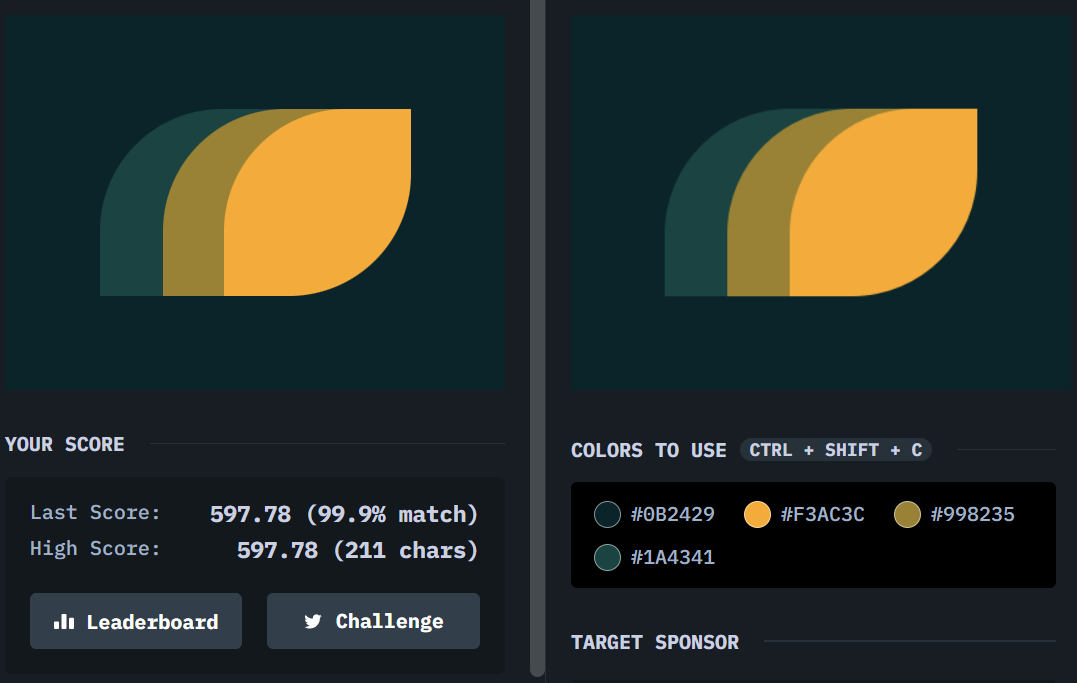 YOUR SCORE
Last Score: 597.78 (99.9% match)
High Score: 597.78 (211 chars)
Leaderboard
Challenge
COLORS TO USE CTRL + SHIFT + C
#0B2429 #F3AC3C #998235
#1A4341
TARGET SPONSOR